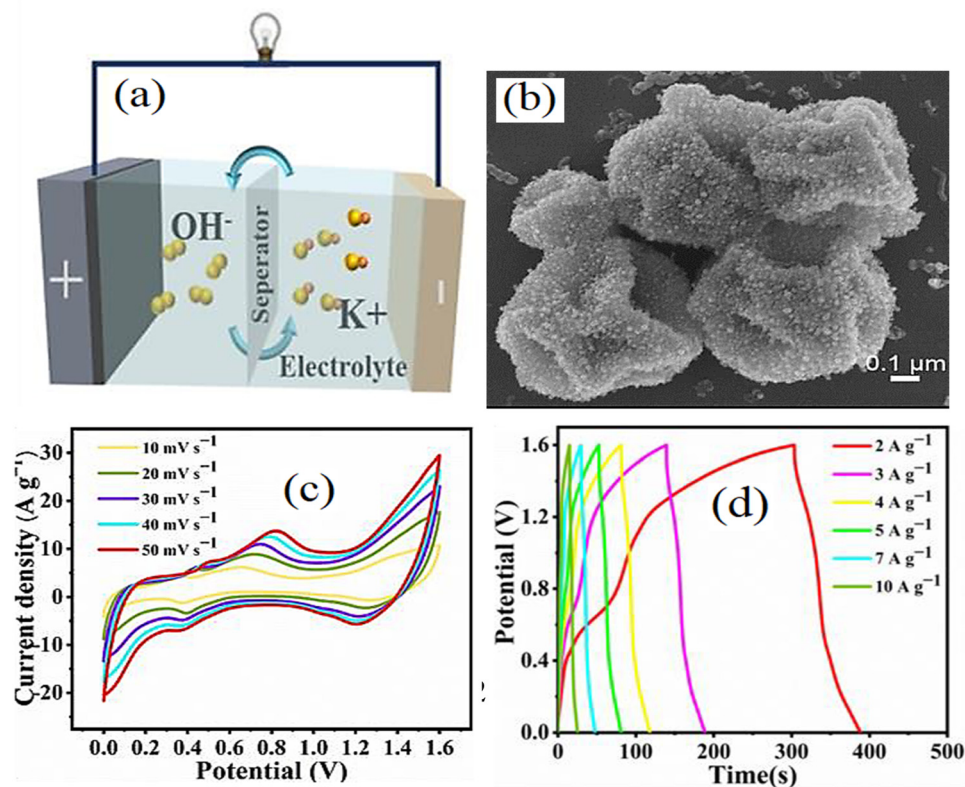 (a)
OH-
+
Seperator
-
K+
Electrolyte
(b)
0.1 μm
(c)
10 mV s⁻¹
20 mV s⁻¹
30 mV s⁻¹
40 mV s⁻¹
50 mV s⁻¹
Current density (A g⁻¹)
30
20
10
0
-10
-20
0.0 0.2 0.4 0.6 0.8 1.0 1.2 1.4 1.6
Potential (V)
(d)
2 A g⁻¹
3 A g⁻¹
4 A g⁻¹
5 A g⁻¹
7 A g⁻¹
10 A g⁻¹
Potential (V)
1.6
1.2
0.8
0.4
0.0
0 100 200 300 400 500
Time(s)